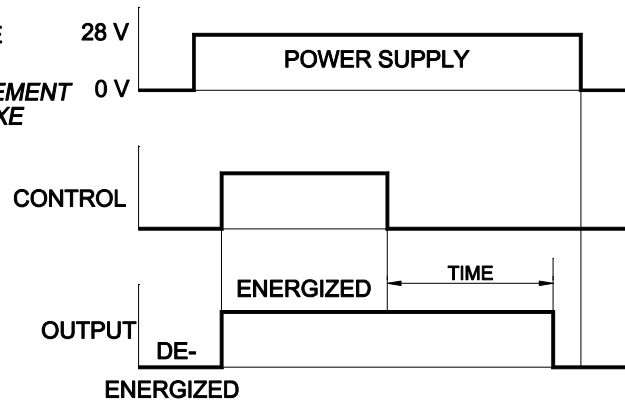 28 V
POWER SUPPLY
0 V
CONTROL
TIME
ENERGIZED
OUTPUT
DE-
ENERGIZED